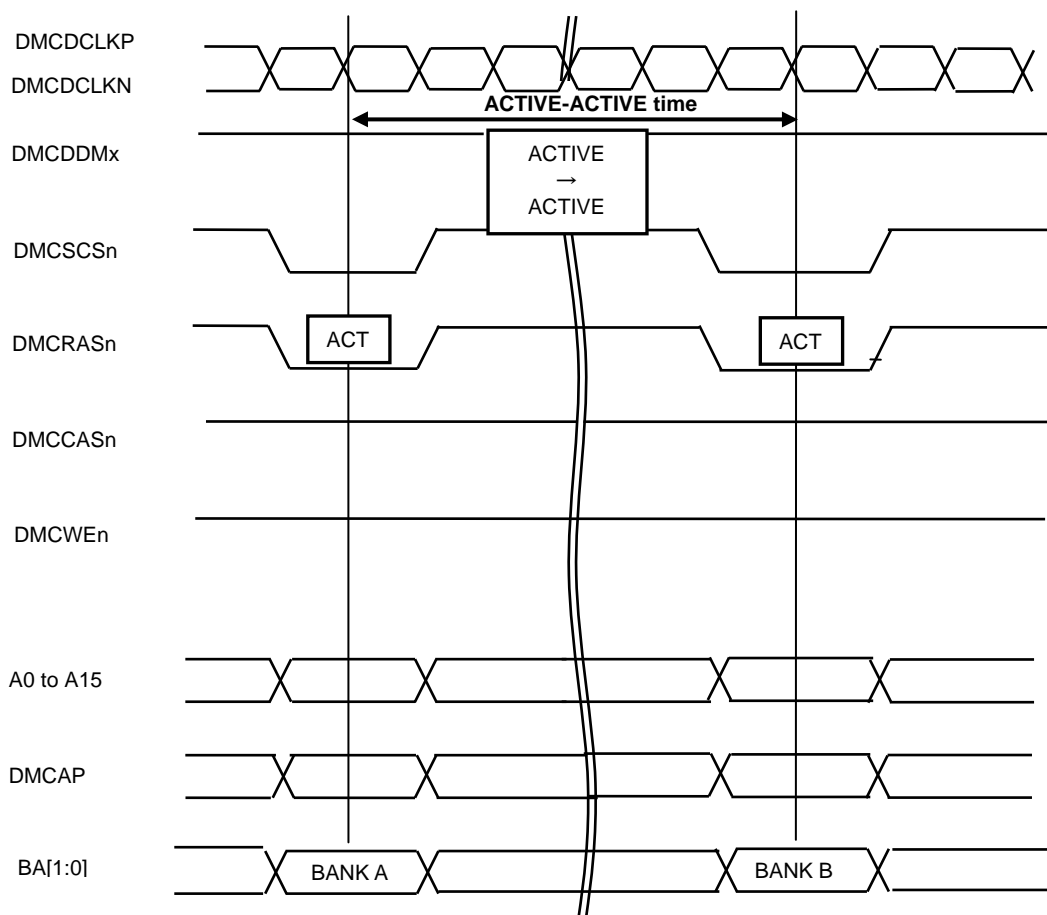 DMCDCLKP
DMCDCLKN
ACTIVE-ACTIVE time
DMCDDMx
ACTIVE
→
ACTIVE
DMCSCSn
DMCRASn
ACT
ACT
DMCCASn
DMCWEn
A0 to A15
DMCAP
BA[1:0]
BANK A
BANK B